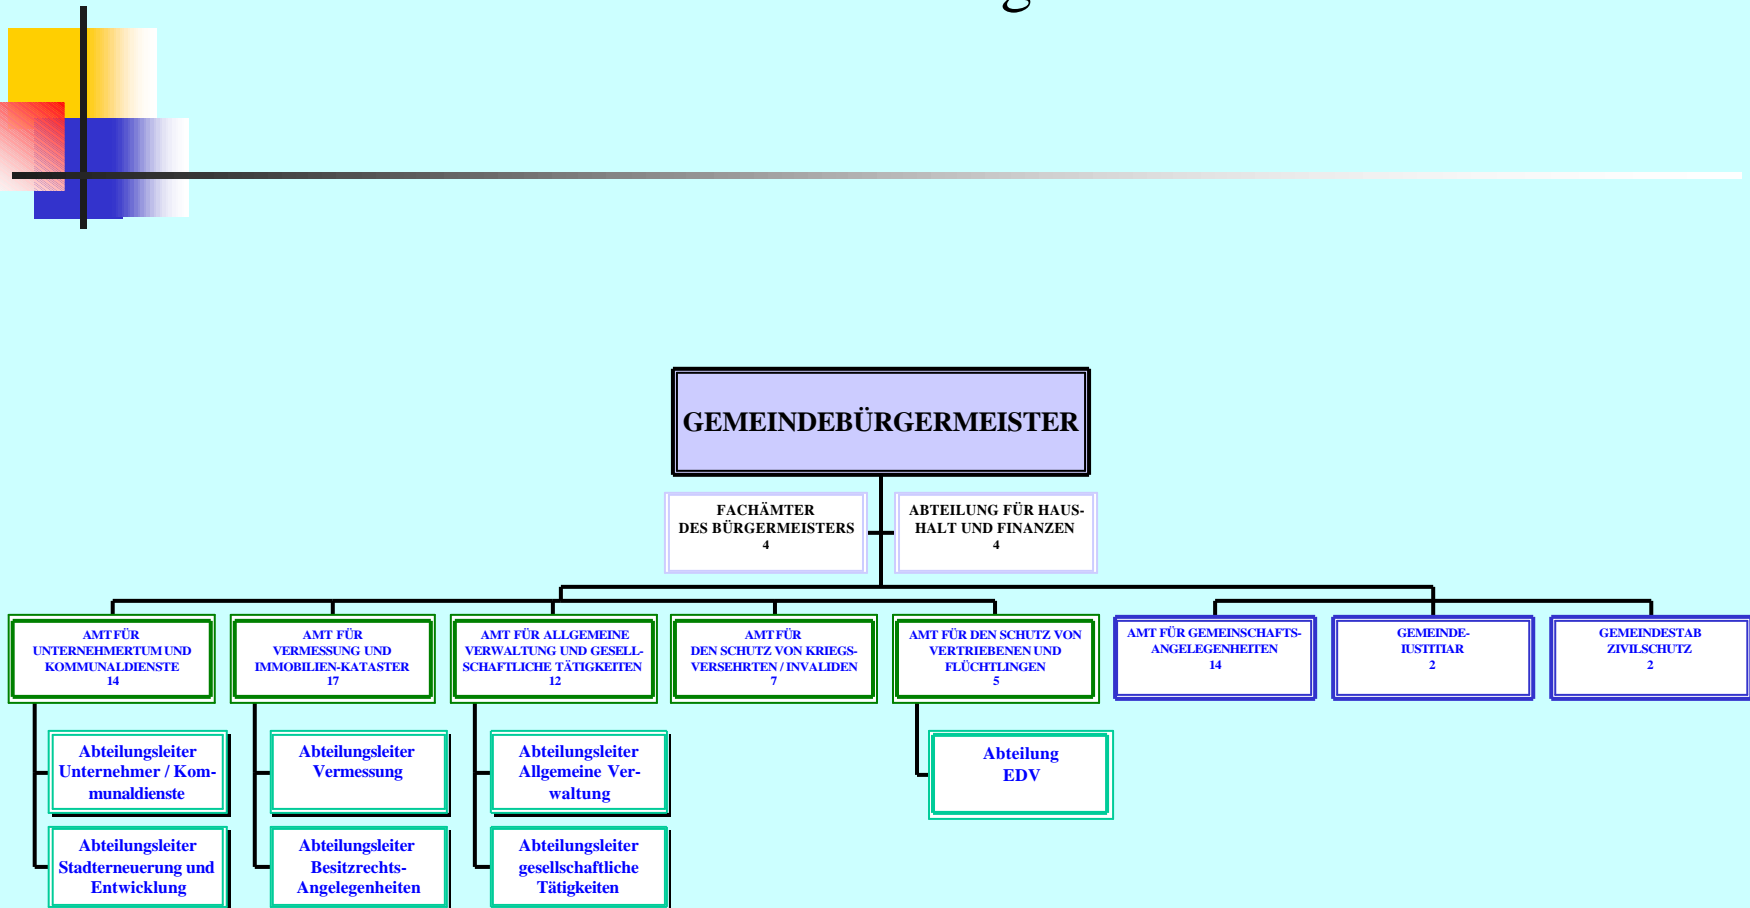 GEMEINDEBÜRGERMEISTER
FACHÄMTER
DES BÜRGERMEISTERS
4
ABTEILUNG FÜR HAUS-
HALT UND FINANZEN
4
AMT FÜR
UNTERNEHMERTUM UND
KOMMUNALDIENSTE
14
AMT FÜR
VERMESSUNG UND
IMMOBILIEN-KATASTER
17
AMT FÜR ALLGEMEINE
VERWALTUNG UND GESELL-
SCHAFTLICHE TÄTIGKEITEN
12
AMT FÜR
DEN SCHUTZ VON KRIEGS-
VERSEHRTEN / INVALIDEN
7
AMT FÜR DEN SCHUTZ VON
VERTRIEBENEN UND
FLÜCHTLINGEN
5
AMT FÜR GEMEINSCHAFTS-
ANGELEGENHEITEN
14
GEMEINDE-
IUSTITIAR
2
GEMEINDESTAB
ZIVILSCHUTZ
2
Abteilungsleiter
Unternehmer / Kom-
munaldienste
Abteilungsleiter
Vermessung
Abteilungsleiter
Allgemeine Ver-
waltung
Abteilung
EDV
Abteilungsleiter
Stadterneuerung und
Entwicklung
Abteilungsleiter
Besitzrechts-
Angelegenheiten
Abteilungsleiter
gesellschaftliche
Tätigkeiten